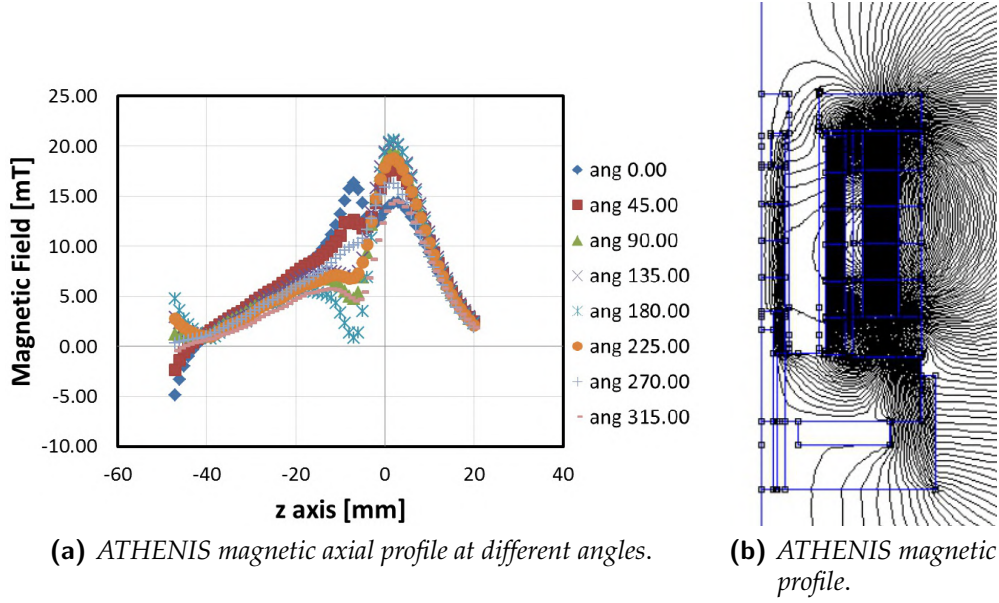 25.00
20.00
15.00
10.00
5.00
0.00
-5.00
-10.00
Magnetic Field [mT]
-60
-40
-20
0
20
40
z axis [mm]
ang 0.00
ang 45.00
ang 90.00
ang 135.00
ang 180.00
ang 225.00
ang 270.00
ang 315.00
(a) ATHENIS magnetic axial profile at different angles.
(b) ATHENIS magnetic
profile.